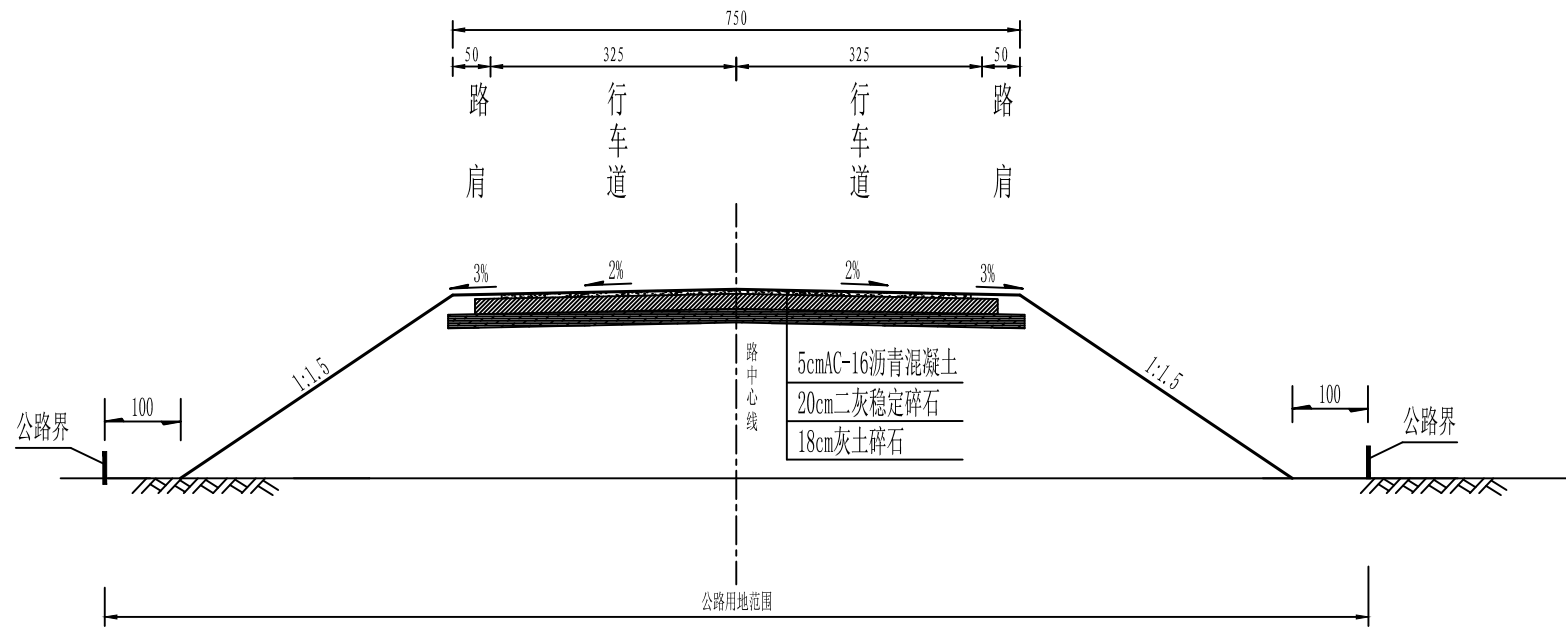 750
50
325
325
50
路肩
行车道
行车道
路肩
3%
2%
2%
3%
1:1.5
1:1.5
路中心线
5cmAC-16沥青混凝土
20cm二灰稳定碎石
18cm灰土碎石
100
100
公路界
公路界
公路用地范围